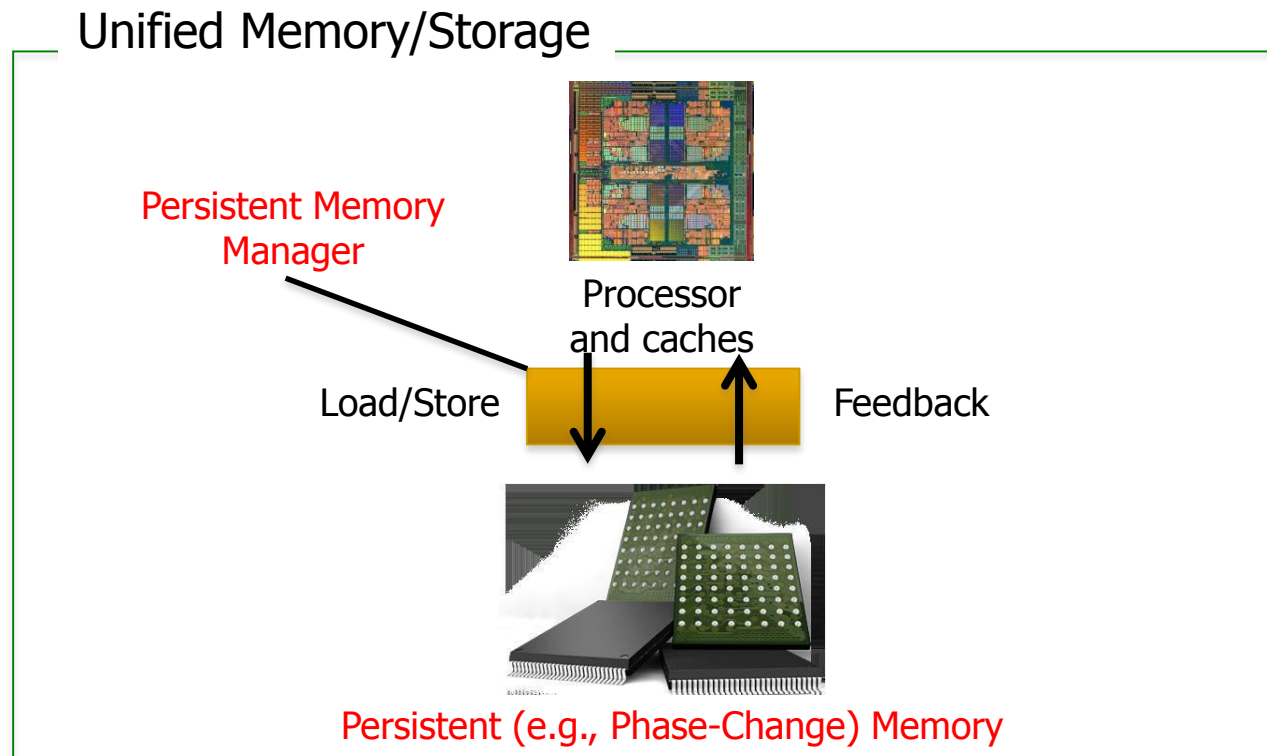 Unified Memory/Storage
Persistent Memory
Manager
Processor
and caches
Load/Store
Feedback
Persistent (e.g., Phase-Change) Memory